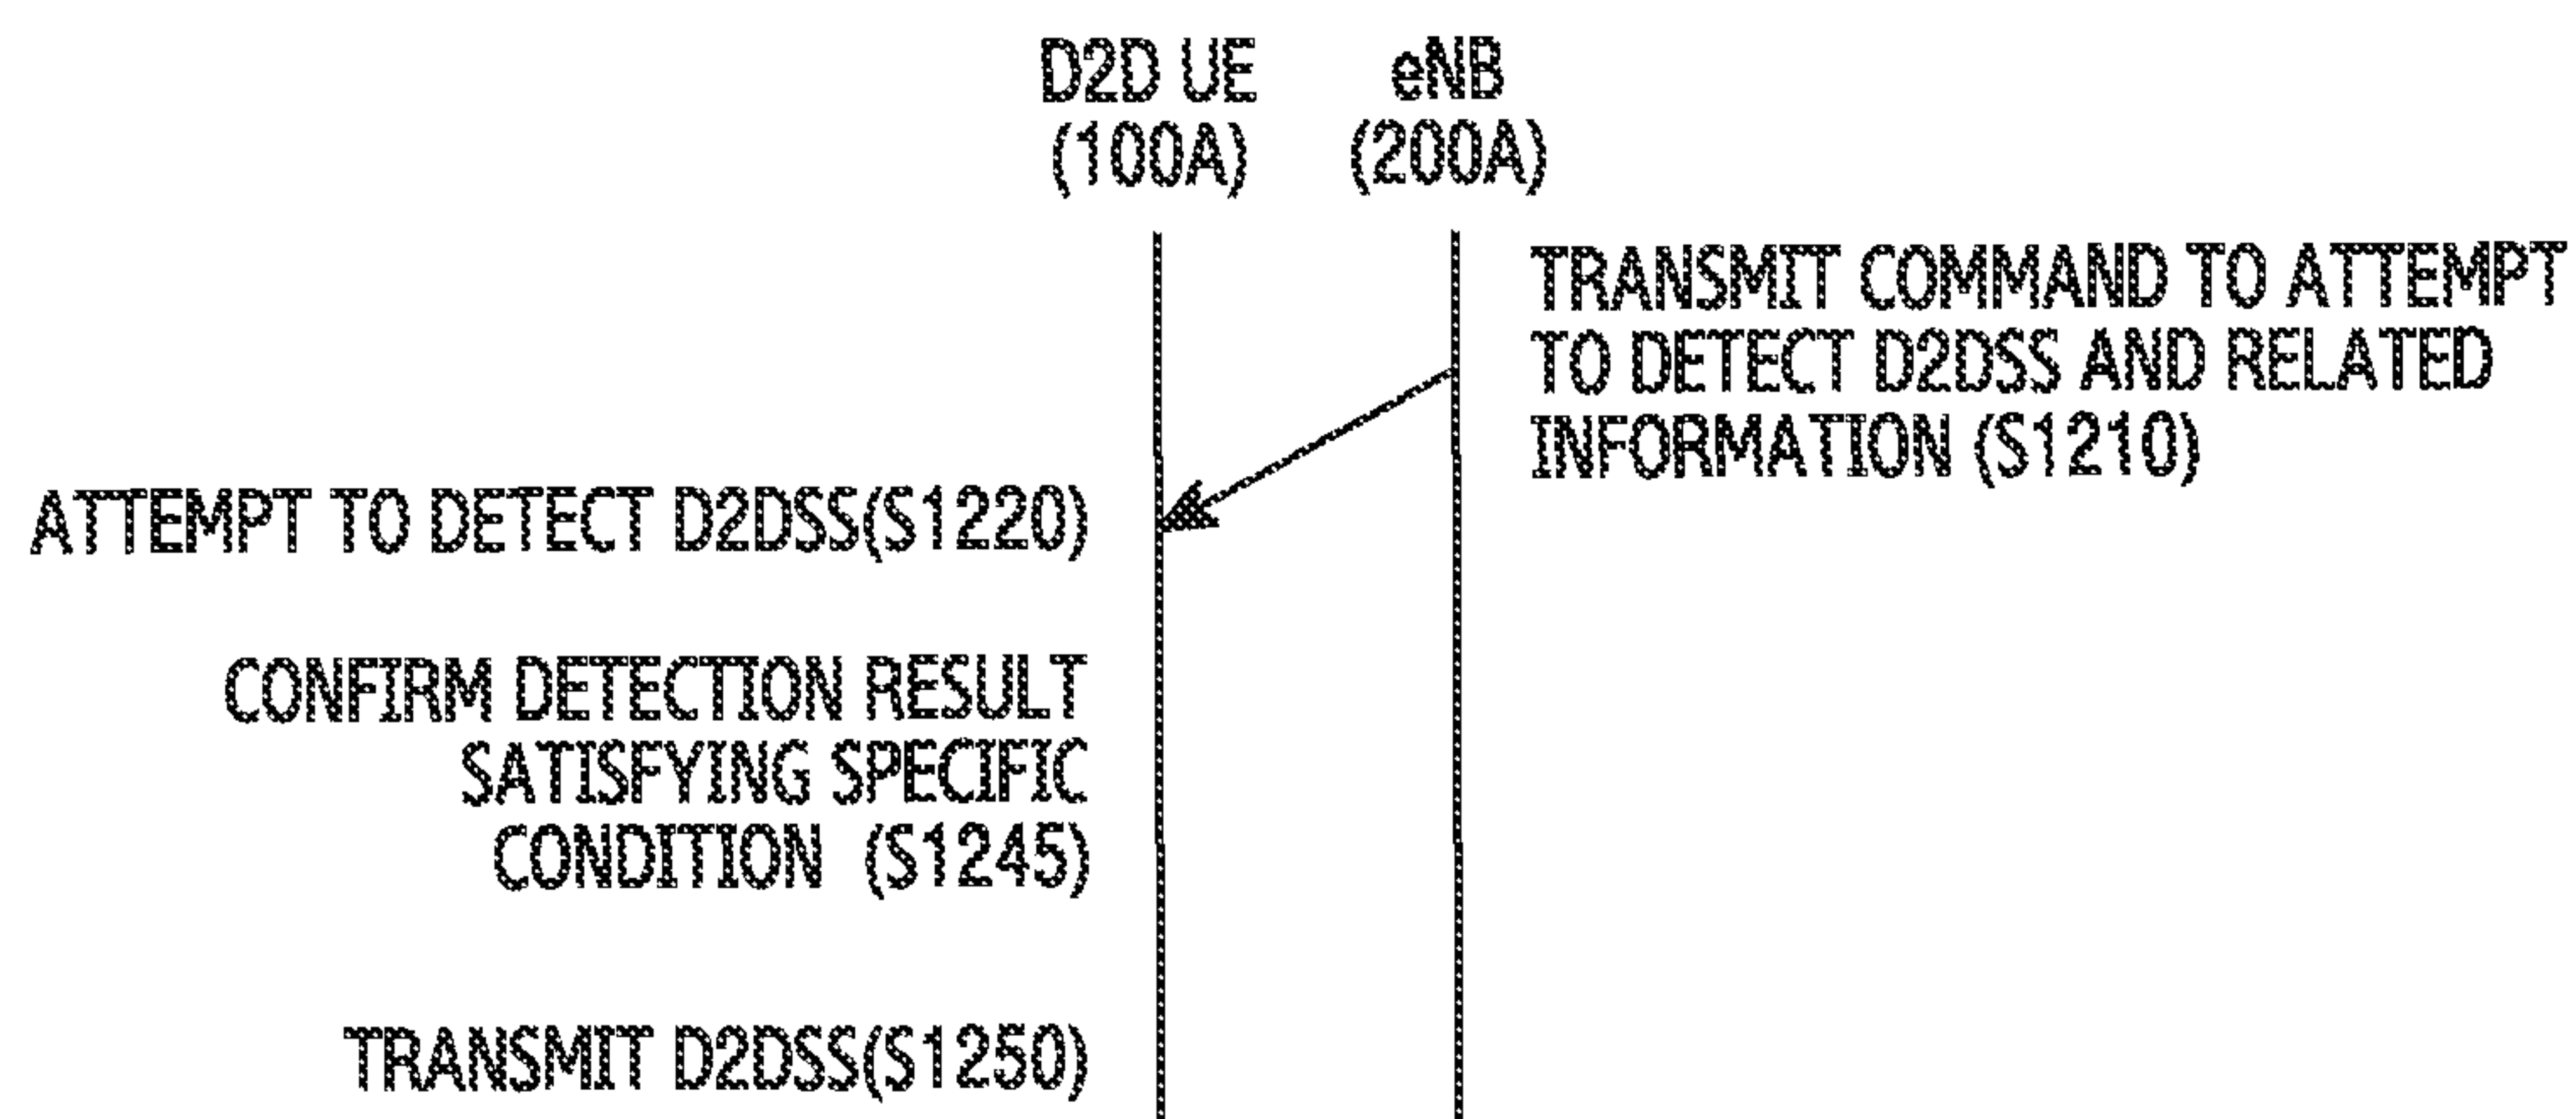 D2D UE
(100A)
eNB
(200A)
TRANSMIT COMMAND TO ATTEMPT
TO DETECT D2DSS AND RELATED
INFORMATION (S1210)
ATTEMPT TO DETECT D2DSS(S1220)
CONFIRM DETECTION RESULT
SATISFYING SPECIFIC
CONDITION (S1245)
TRANSMIT D2DSS(S1250)